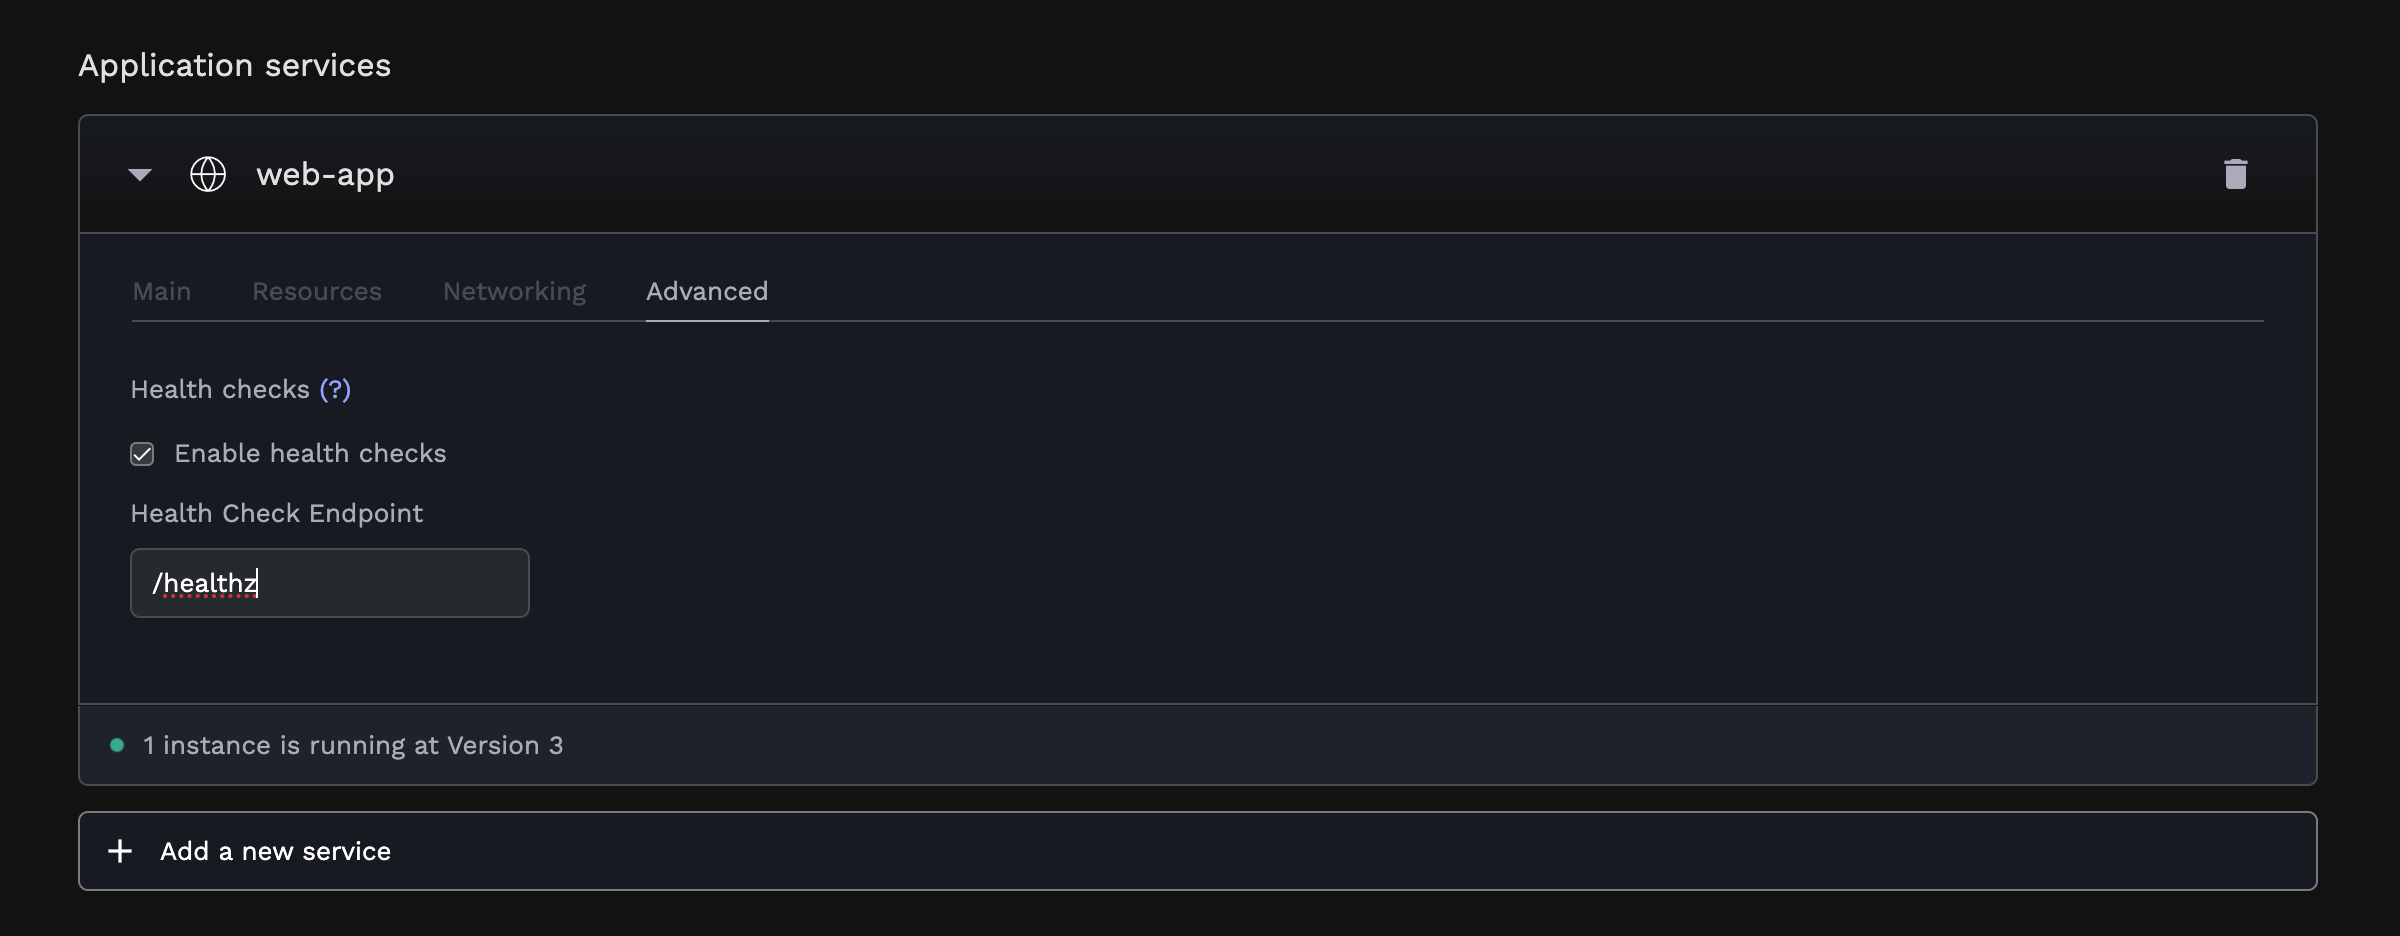 Application services
web-app
Main Resources Networking Advanced
Health checks (?)
Enable health checks
Health Check Endpoint
/healthz
1 instance is running at Version 3
Add a new service